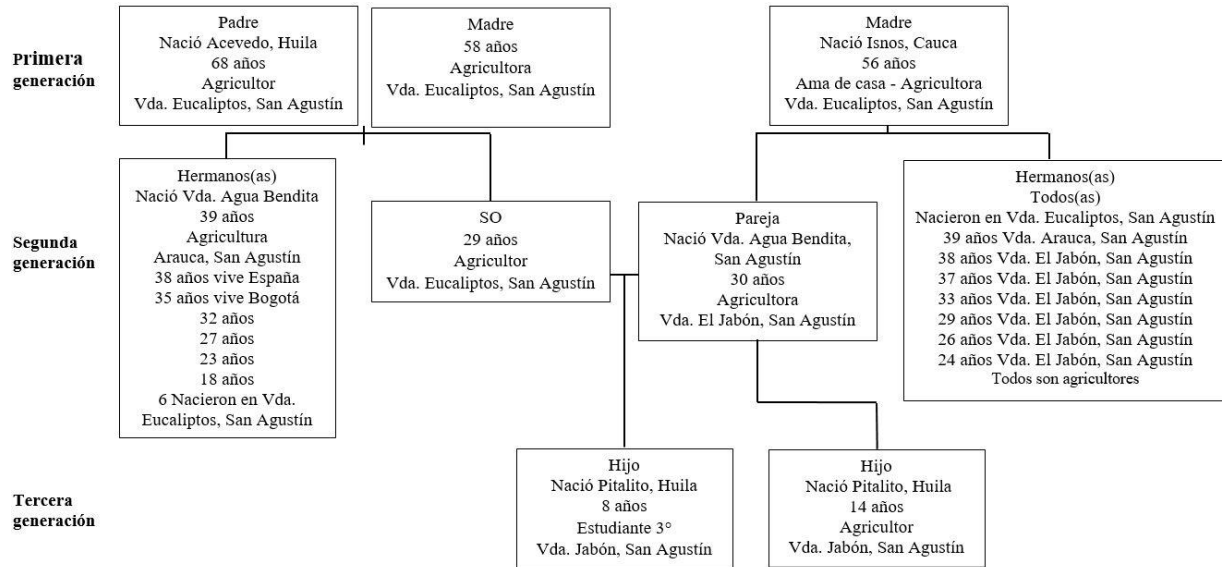 Primera
generación
Padre
Nació Acevedo, Huila
68 años
Agricultor
Vda. Eucaliptos, San Agustín
Madre
58 años
Agricultora
Vda. Eucaliptos, San Agustín
Madre
Nació Isnos, Cauca
56 años
Ama de casa - Agricultora
Vda. Eucaliptos, San Agustín
Segunda
generación
Hermanos(as)
Nació Vda. Agua Bendita
39 años
Agricultura
Arauca, San Agustín
38 años vive España
35 años vive Bogotá
32 años
27 años
23 años
18 años
6 Nacieron en Vda.
Eucaliptos, San Agustín
SO
29 años
Agricultor
Vda. Eucaliptos, San Agustín
Pareja
Nació Vda. Agua Bendita,
San Agustín
30 años
Agricultora
Vda. El Jabón, San Agustín
Hermanos(as)
Todos(as)
Nacieron en Vda. Eucaliptos, San Agustín
39 años Vda. Arauca, San Agustín
38 años Vda. El Jabón, San Agustín
37 años Vda. El Jabón, San Agustín
33 años Vda. El Jabón, San Agustín
29 años Vda. El Jabón, San Agustín
26 años Vda. El Jabón, San Agustín
24 años Vda. El Jabón, San Agustín
Todos son agricultores
Tercera
generación
Hijo
Nació Pitalito, Huila
8 años
Estudiante 3°
Vda. Jabón, San Agustín
Hijo
Nació Pitalito, Huila
14 años
Agricultor
Vda. Jabón, San Agustín